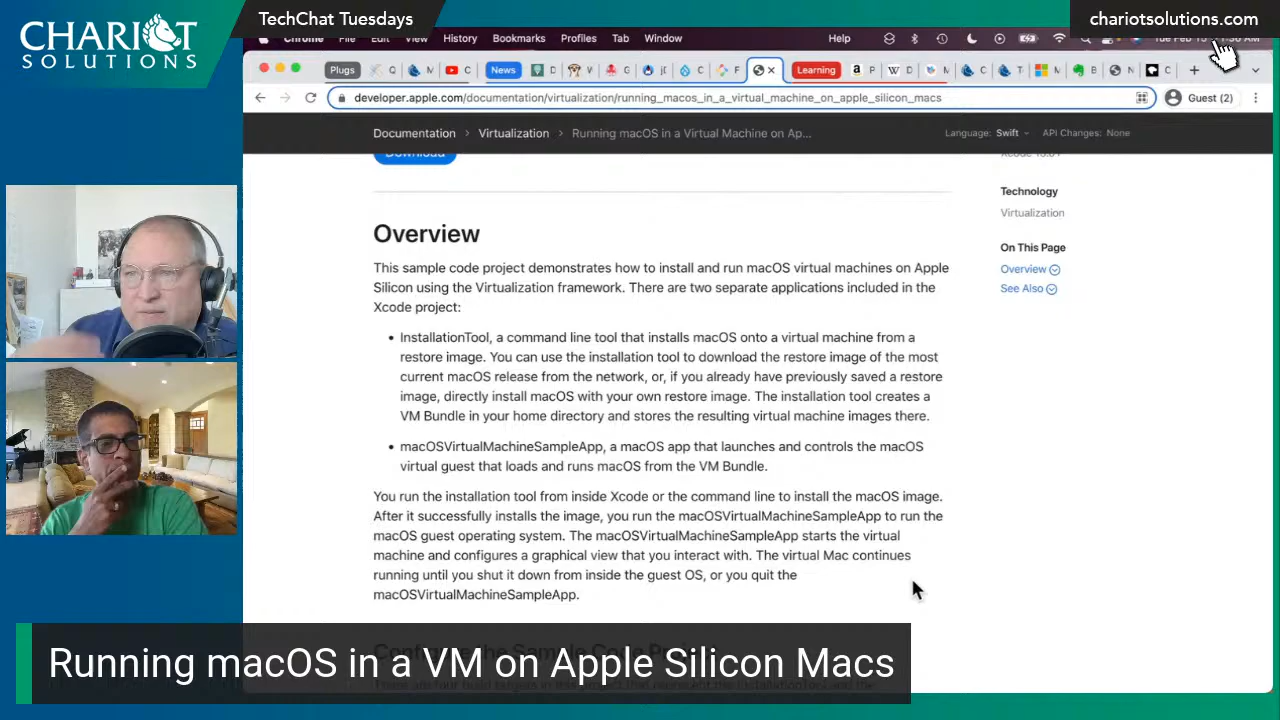 CHARIOT
SOLUTIONS
TechChat Tuesdays
chariotsolutions.com
Chrome File Edit View History Bookmarks Profiles Tab Window Help
Plugs News Learning
developer.apple.com/documentation/virtualization/running_macos_in_a_virtual_machine_on_apple_silicon_macs
Guest (2)
Documentation > Virtualization > Running macOS in a Virtual Machine on Ap...
Language: Swift API Changes: None
Download
Technology
Virtualization
On This Page
Overview
See Also
Overview
This sample code project demonstrates how to install and run macOS virtual machines on Apple
Silicon using the Virtualization framework. There are two separate applications included in the
Xcode project:
• InstallationTool, a command line tool that installs macOS onto a virtual machine from a
restore image. You can use the installation tool to download the restore image of the most
current macOS release from the network, or, if you already have previously saved a restore
image, directly install macOS with your own restore image. The installation tool creates a
VM Bundle in your home directory and stores the resulting virtual machine images there.
• macOSVirtualMachineSampleApp, a macOS app that launches and controls the macOS
virtual guest that loads and runs macOS from the VM Bundle.
You run the installation tool from inside Xcode or the command line to install the macOS image.
After it successfully installs the image, you run the macOSVirtualMachineSampleApp to run the
macOS guest operating system. The macOSVirtualMachineSampleApp starts the virtual
machine and configures a graphical view that you interact with. The virtual Mac continues
running until you shut it down from inside the guest OS, or you quit the
macOSVirtualMachineSampleApp.
Running macOS in a VM on Apple Silicon Macs